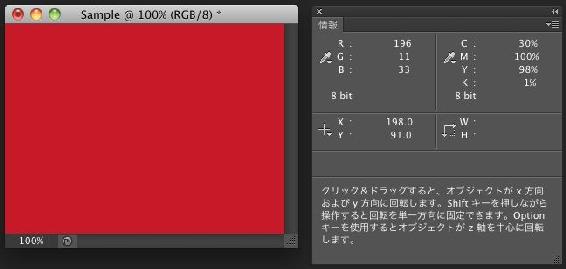 Sample @ 100% (RGB/8) *
100%
情報
R : 196
G : 11
B : 33
8 bit
C : 30%
M : 100%
Y : 98%
K : 1%
8 bit
X : 198.0
Y : 91.0
W :
H :
クリック&ドラッグすると、オブジェクトが x 方向
および y 方向に回転します。Shift キーを押しながら
操作すると回転を単一方向に固定できます。Option
キーを使用するとオブジェクトが z 軸を中心に回転
します。